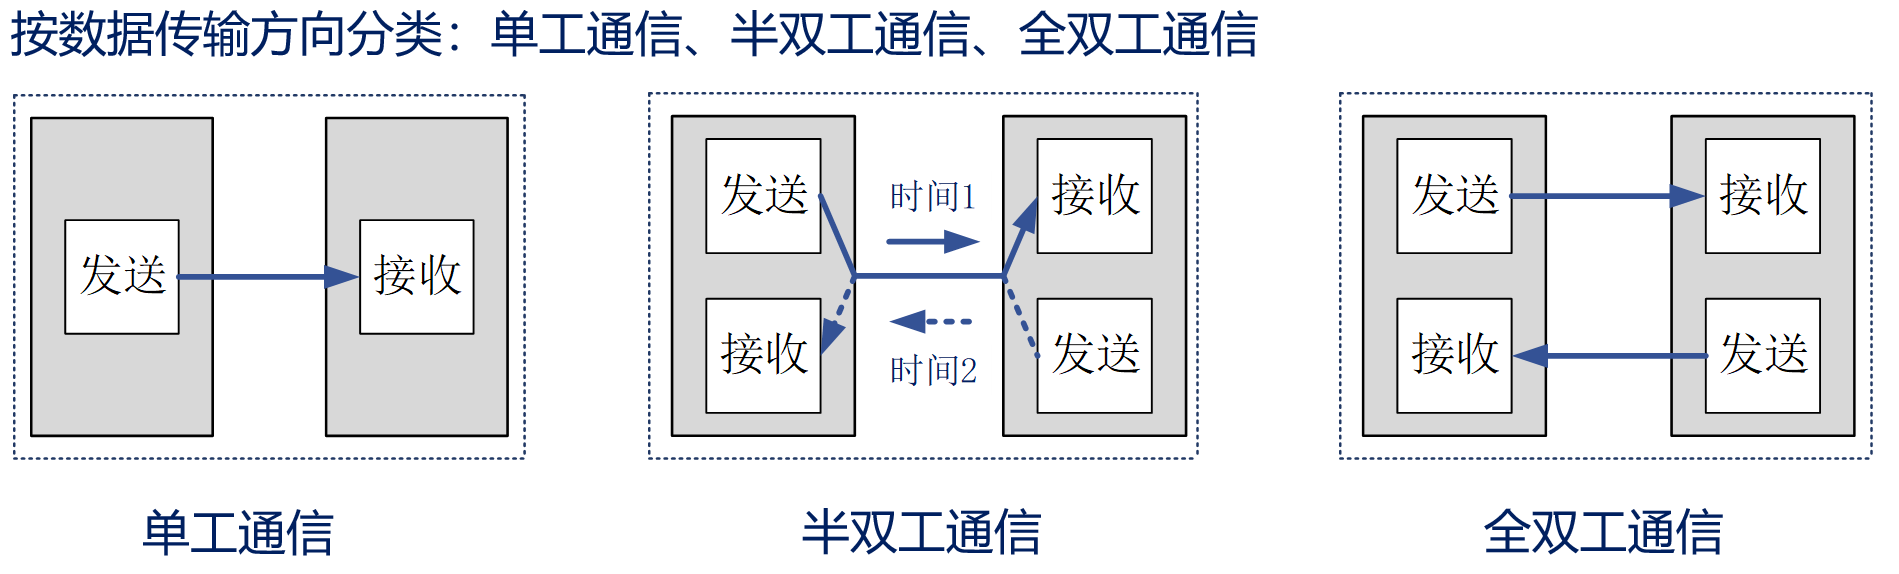 按数据传输方向分类：单工通信、半双工通信、全双工通信
发送
接收
单工通信
发送
时间1
接收
接收
时间2
发送
半双工通信
发送
接收
接收
发送
全双工通信